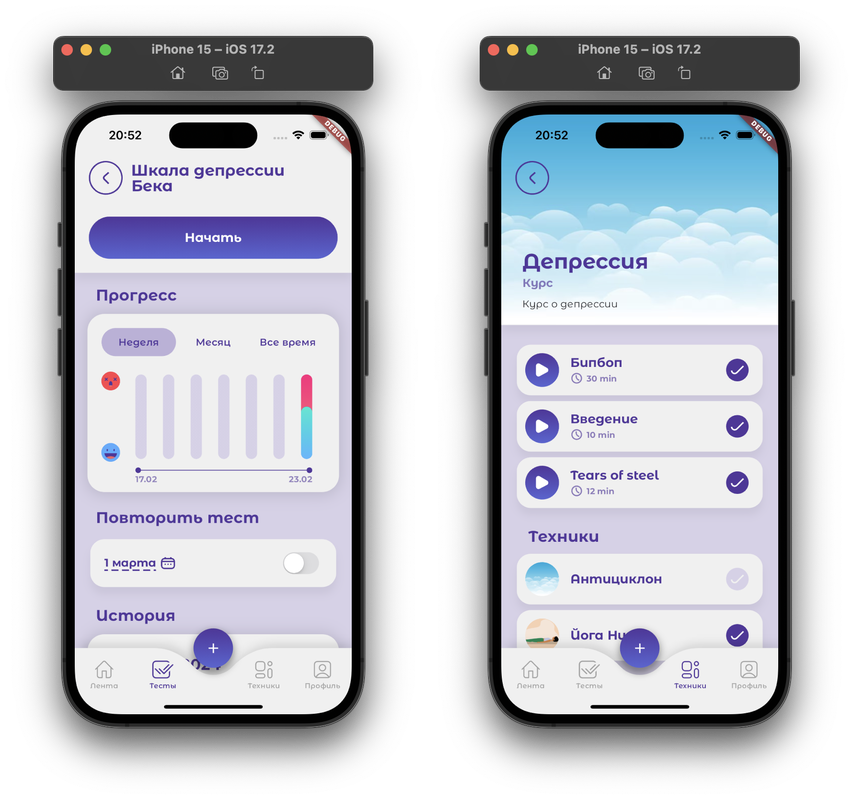 iPhone 15 – iOS 17.2
20:52
DEBUG
Шкала депрессии
Бека
Начать
Прогресс
Неделя
Месяц
Все время
17.02
23.02
Повторить тест
1 марта
История
Лента
Тесты
+
Техники
Профиль
iPhone 15 – iOS 17.2
20:52
DEBUG
Депрессия
Курс
Курс о депрессии
Бипбоп
30 min
Введение
10 min
Tears of steel
12 min
Техники
Антициклон
Йога
Лента
Тесты
+
Техники
Профиль